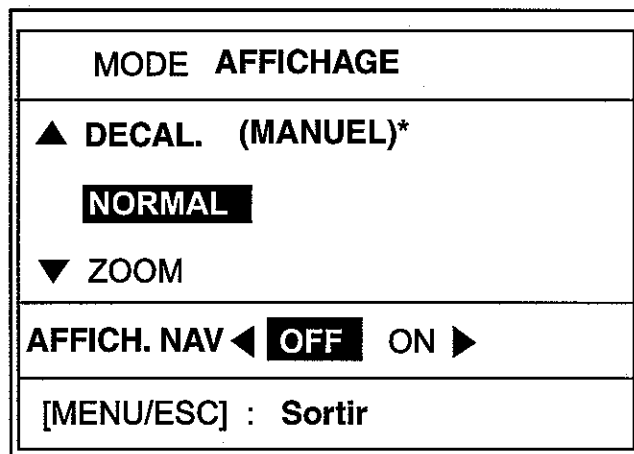 MODE AFFICHAGE
▲ DECAL. (MANUEL)*
NORMAL
▼ ZOOM
AFFICH. NAV ◀ OFF ON ▶
[MENU/ESC] : Sortir